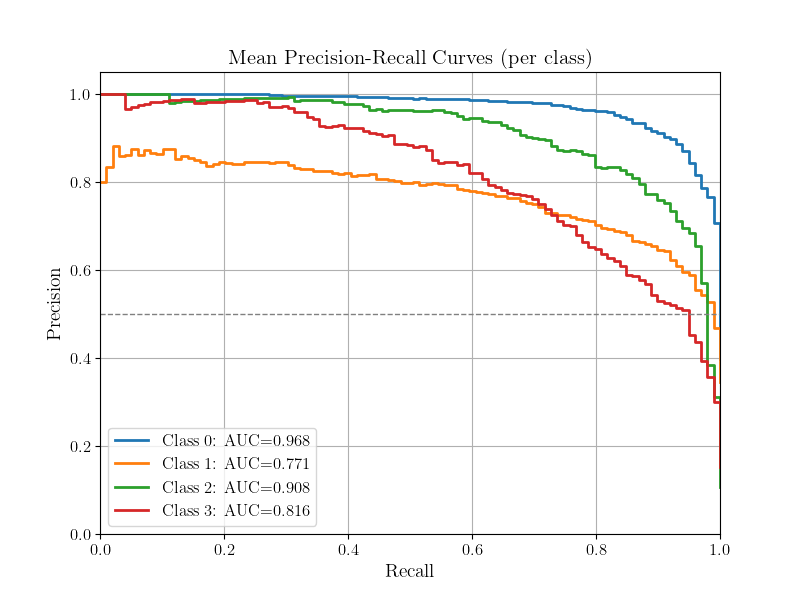 Mean Precision-Recall Curves (per class)
Precision
1.0
0.8
0.6
0.4
0.2
0.0
Class 0: AUC=0.968
Class 1: AUC=0.771
Class 2: AUC=0.908
Class 3: AUC=0.816
0.0 0.2 0.4 0.6 0.8 1.0
Recall